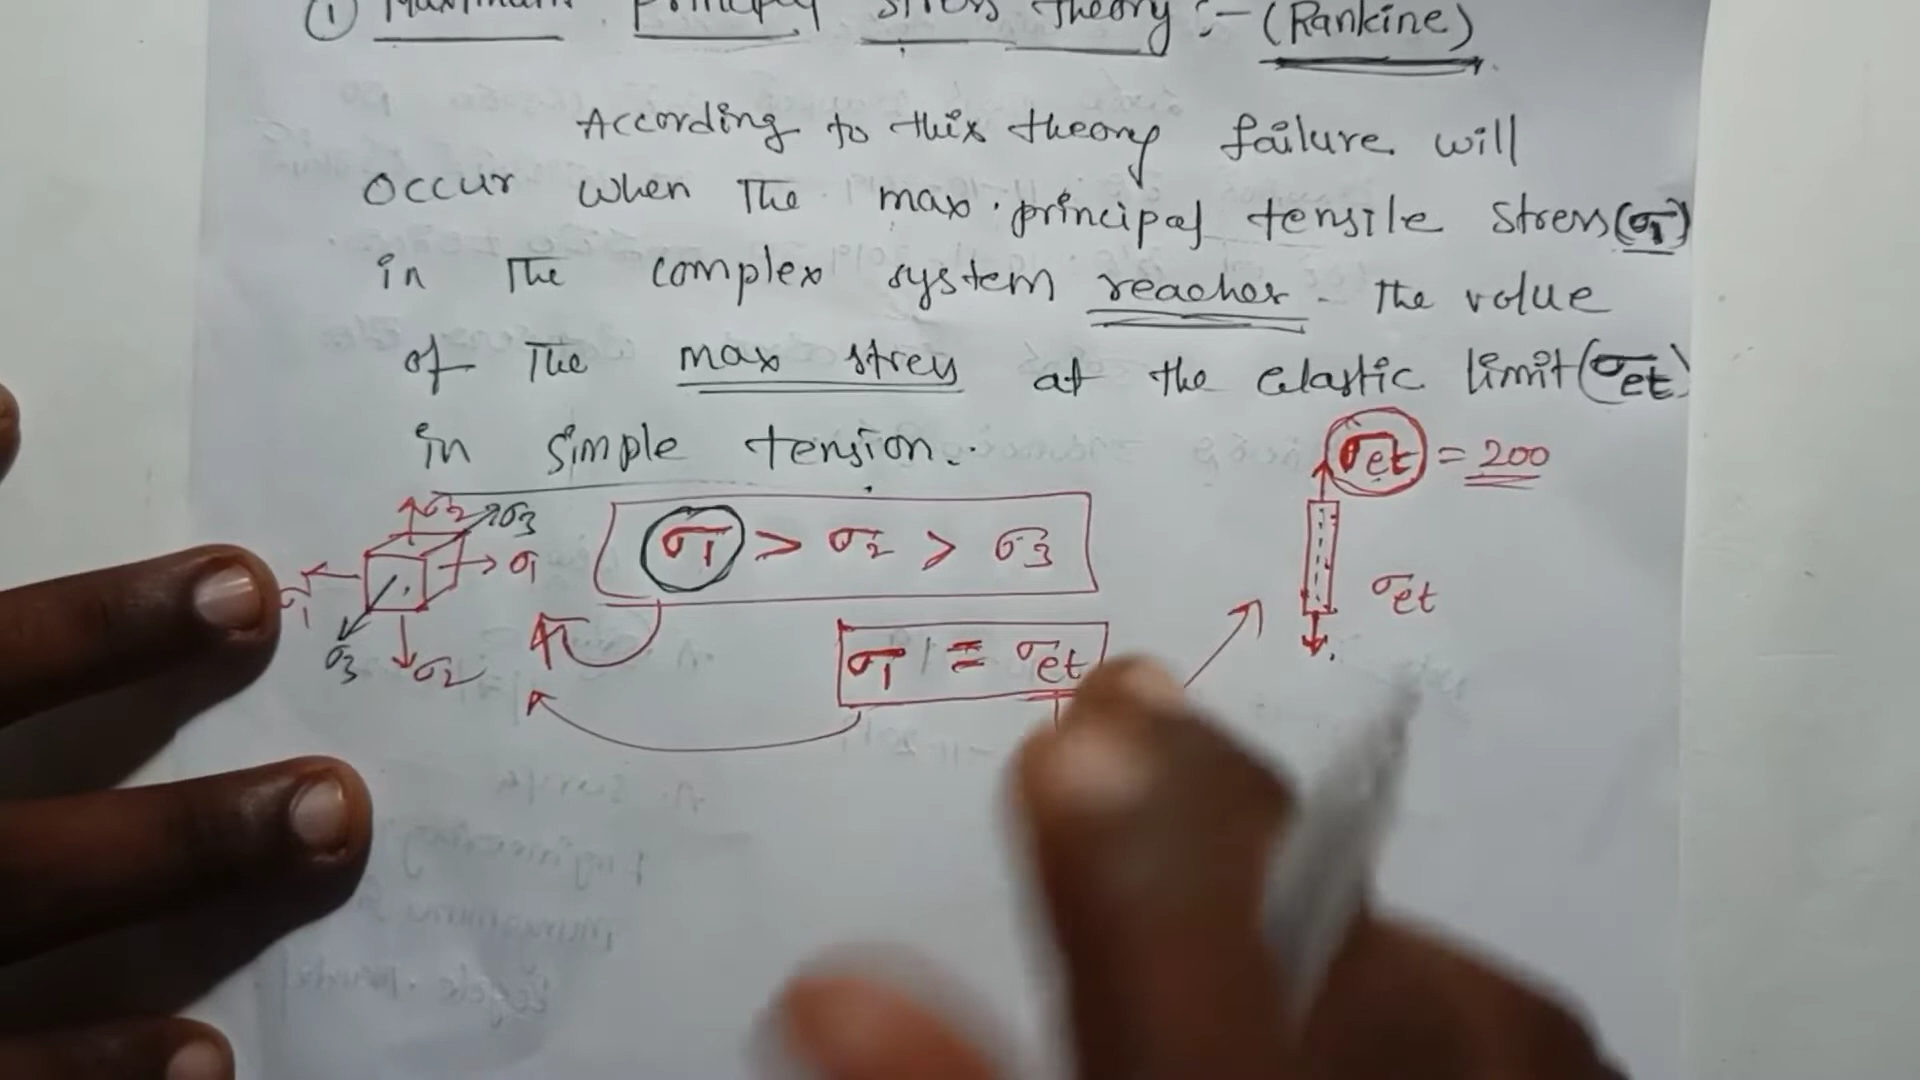 ① Maximum Principal Stress Theory :- (Rankine)
According to this theory failure will
occur when The max. principal tensile stress (σ1)
in The complex system reaches The value
of The max stress at the elastic limit (σet)
in simple tension..
σet = 200
σ2 σ3
σ1 > σ2 > σ3
σ1 σ1
σet
σ3 σ2
σ1 = σet